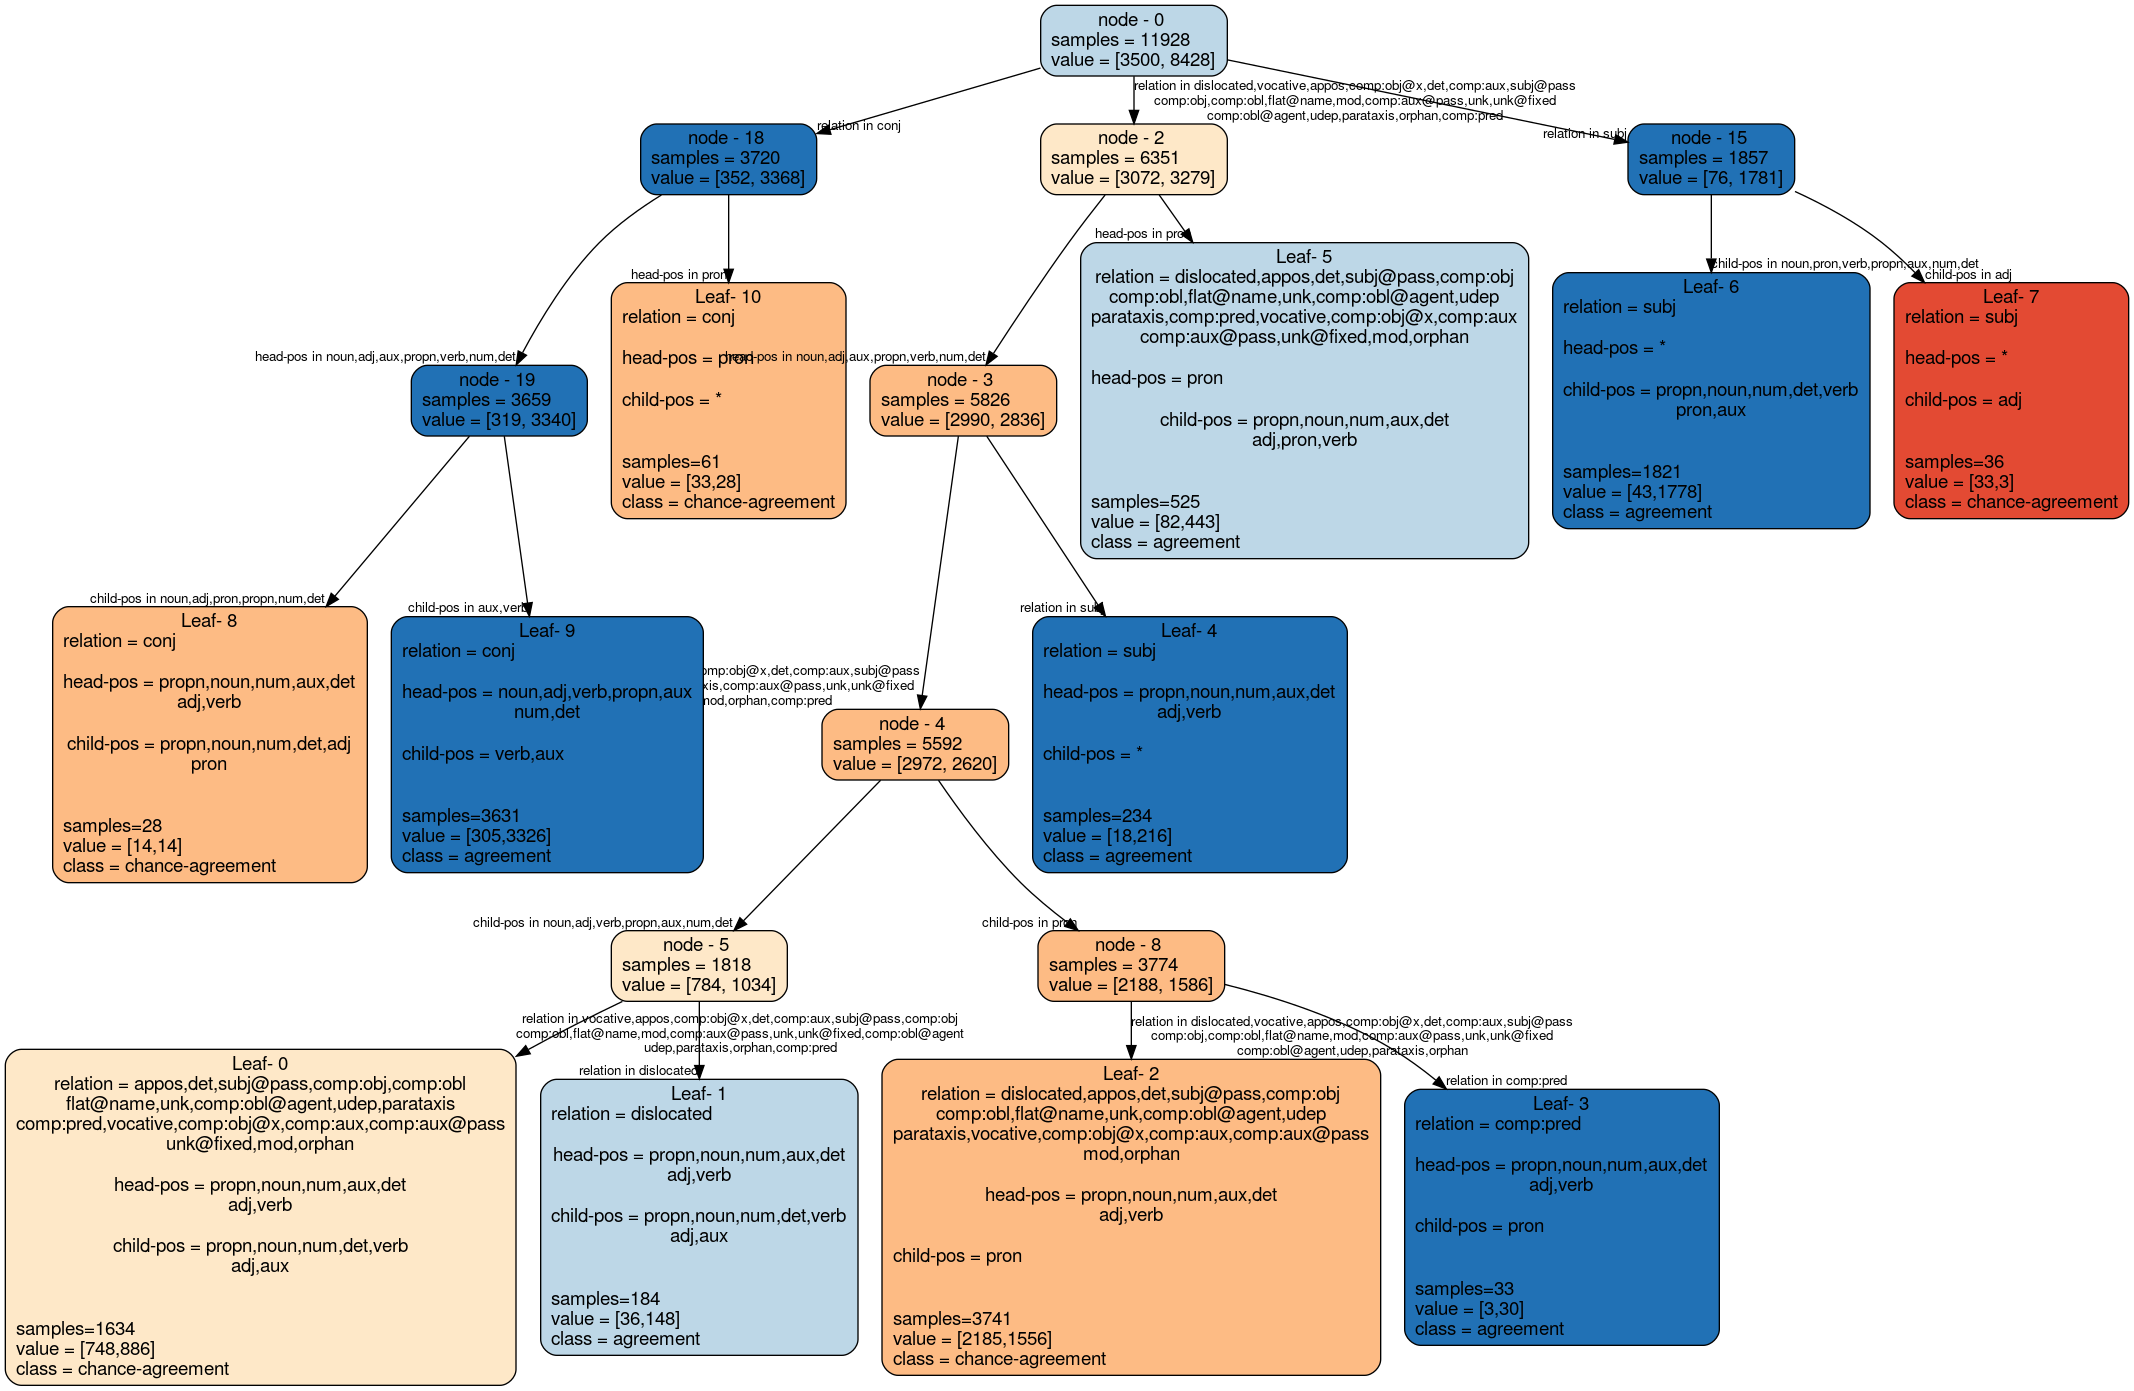 node - 0
samples = 11928
value = [3500, 8428]
relation in conj
relation in dislocated,vocative,appos,comp:obj@x,det,comp:aux,subj@pass
comp:obj,comp:obl,flat@name,mod,comp:aux@pass,unk,unk@fixed
comp:obl@agent,udep,parataxis,orphan,comp:pred
relation in subj
node - 18
samples = 3720
value = [352, 3368]
node - 2
samples = 6351
value = [3072, 3279]
node - 15
samples = 1857
value = [76, 1781]
head-pos in noun,adj,aux,propn,verb,num,det
head-pos in pron
head-pos in noun,adj,aux,propn,verb,num,det
head-pos in pron
child-pos in noun,pron,verb,propn,aux,num,det
child-pos in adj
node - 19
samples = 3659
value = [319, 3340]
Leaf- 10
relation = conj
head-pos = pron
child-pos = *
samples=61
value = [33,28]
class = chance-agreement
node - 3
samples = 5826
value = [2990, 2836]
Leaf- 5
relation = dislocated,appos,det,subj@pass,comp:obj
comp:obl,flat@name,unk,comp:obl@agent,udep
parataxis,comp:pred,vocative,comp:obj@x,comp:aux
comp:aux@pass,unk@fixed,mod,orphan
head-pos = pron
child-pos = propn,noun,num,aux,det
adj,pron,verb
samples=525
value = [82,443]
class = agreement
Leaf- 6
relation = subj
head-pos = *
child-pos = propn,noun,num,det,verb
pron,aux
samples=1821
value = [43,1778]
class = agreement
Leaf- 7
relation = subj
head-pos = *
child-pos = adj
samples=36
value = [33,3]
class = chance-agreement
child-pos in noun,adj,pron,propn,num,det
child-pos in aux,verb
omp:obj@x,det,comp:aux,subj@pass
xis,comp:aux@pass,unk,unk@fixed
mod,orphan,comp:pred
relation in subj
Leaf- 8
relation = conj
head-pos = propn,noun,num,aux,det
adj,verb
child-pos = propn,noun,num,det,adj
pron
samples=28
value = [14,14]
class = chance-agreement
Leaf- 9
relation = conj
head-pos = noun,adj,verb,propn,aux
num,det
child-pos = verb,aux
samples=3631
value = [305,3326]
class = agreement
node - 4
samples = 5592
value = [2972, 2620]
Leaf- 4
relation = subj
head-pos = propn,noun,num,aux,det
adj,verb
child-pos = *
samples=234
value = [18,216]
class = agreement
child-pos in noun,adj,verb,propn,aux,num,det
child-pos in pron
node - 5
samples = 1818
value = [784, 1034]
node - 8
samples = 3774
value = [2188, 1586]
relation in vocative,appos,comp:obj@x,det,comp:aux,subj@pass,comp:obj
comp:obl,flat@name,mod,comp:aux@pass,unk,unk@fixed,comp:obl@agent
udep,parataxis,orphan,comp:pred
relation in dislocated
relation in dislocated,vocative,appos,comp:obj@x,det,comp:aux,subj@pass
comp:obj,comp:obl,flat@name,mod,comp:aux@pass,unk,unk@fixed
comp:obl@agent,udep,parataxis,orphan
relation in comp:pred
Leaf- 0
relation = appos,det,subj@pass,comp:obj,comp:obl
flat@name,unk,comp:obl@agent,udep,parataxis
comp:pred,vocative,comp:obj@x,comp:aux,comp:aux@pass
unk@fixed,mod,orphan
head-pos = propn,noun,num,aux,det
adj,verb
child-pos = propn,noun,num,det,verb
adj,aux
samples=1634
value = [748,886]
class = chance-agreement
Leaf- 1
relation = dislocated
head-pos = propn,noun,num,aux,det
adj,verb
child-pos = propn,noun,num,det,verb
adj,aux
samples=184
value = [36,148]
class = agreement
Leaf- 2
relation = dislocated,appos,det,subj@pass,comp:obj
comp:obl,flat@name,unk,comp:obl@agent,udep
parataxis,vocative,comp:obj@x,comp:aux,comp:aux@pass
mod,orphan
head-pos = propn,noun,num,aux,det
adj,verb
child-pos = pron
samples=3741
value = [2185,1556]
class = chance-agreement
Leaf- 3
relation = comp:pred
head-pos = propn,noun,num,aux,det
adj,verb
child-pos = pron
samples=33
value = [3,30]
class = agreement